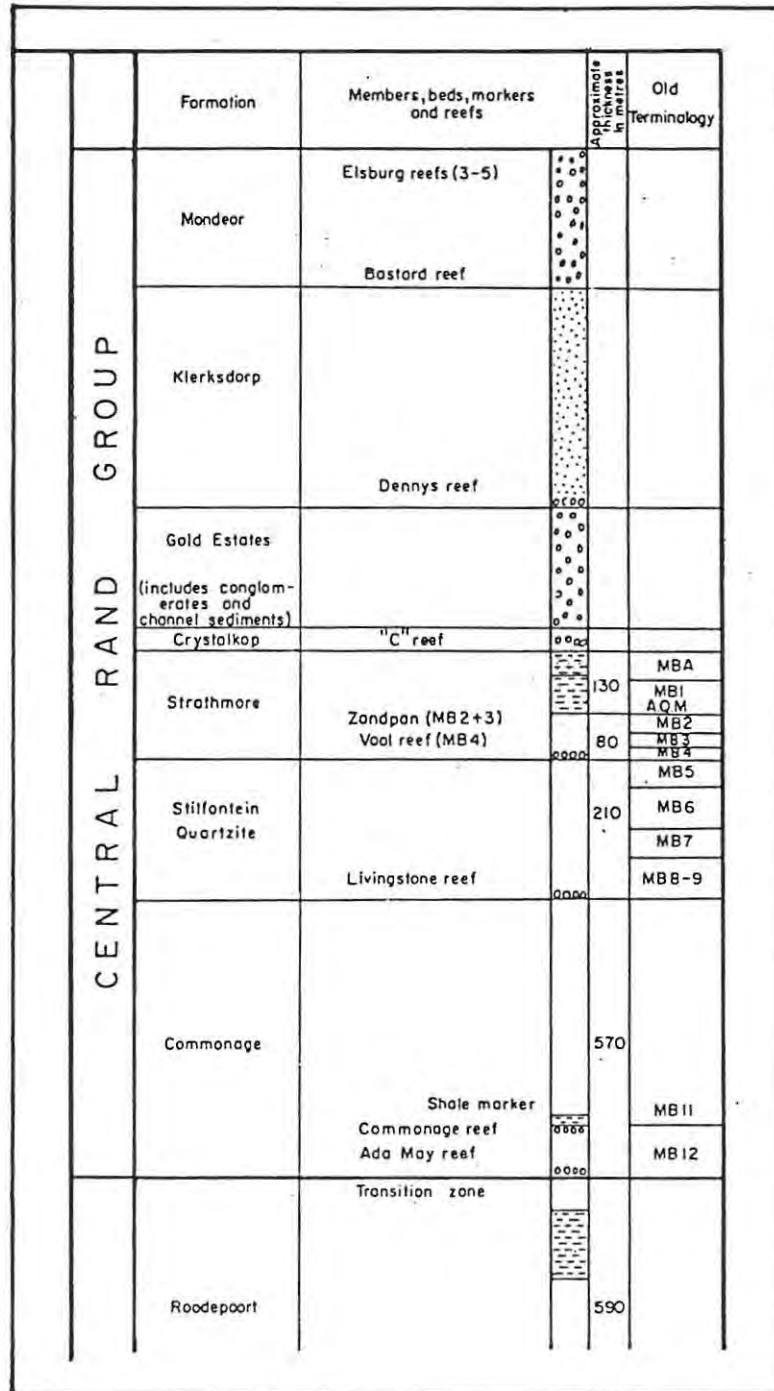 Formation
Members, beds, markers
and reefs
Approximate
thickness
in metres
Old
Terminology
CENTRAL RAND GROUP
Mondeor
Elsburg reefs (3-5)
Bastard reef
Klerksdorp
Dennys reef
Gold Estates
(includes conglom-
erates and
channel sediments)
Crystalkop
"C" reef
Strathmore
Zandpan (MB2+3)
Vaal reef (MB4)
130
80
MBA
MB1
A.Q.M
MB2
MB3
MB4
Stilfontein
Quartzite
Livingstone reef
210
MB5
MB6
MB7
MB8-9
Commonage
Shale marker
Commonage reef
Ada May reef
570
MB11
MB12
Roodepoort
Transition zone
590